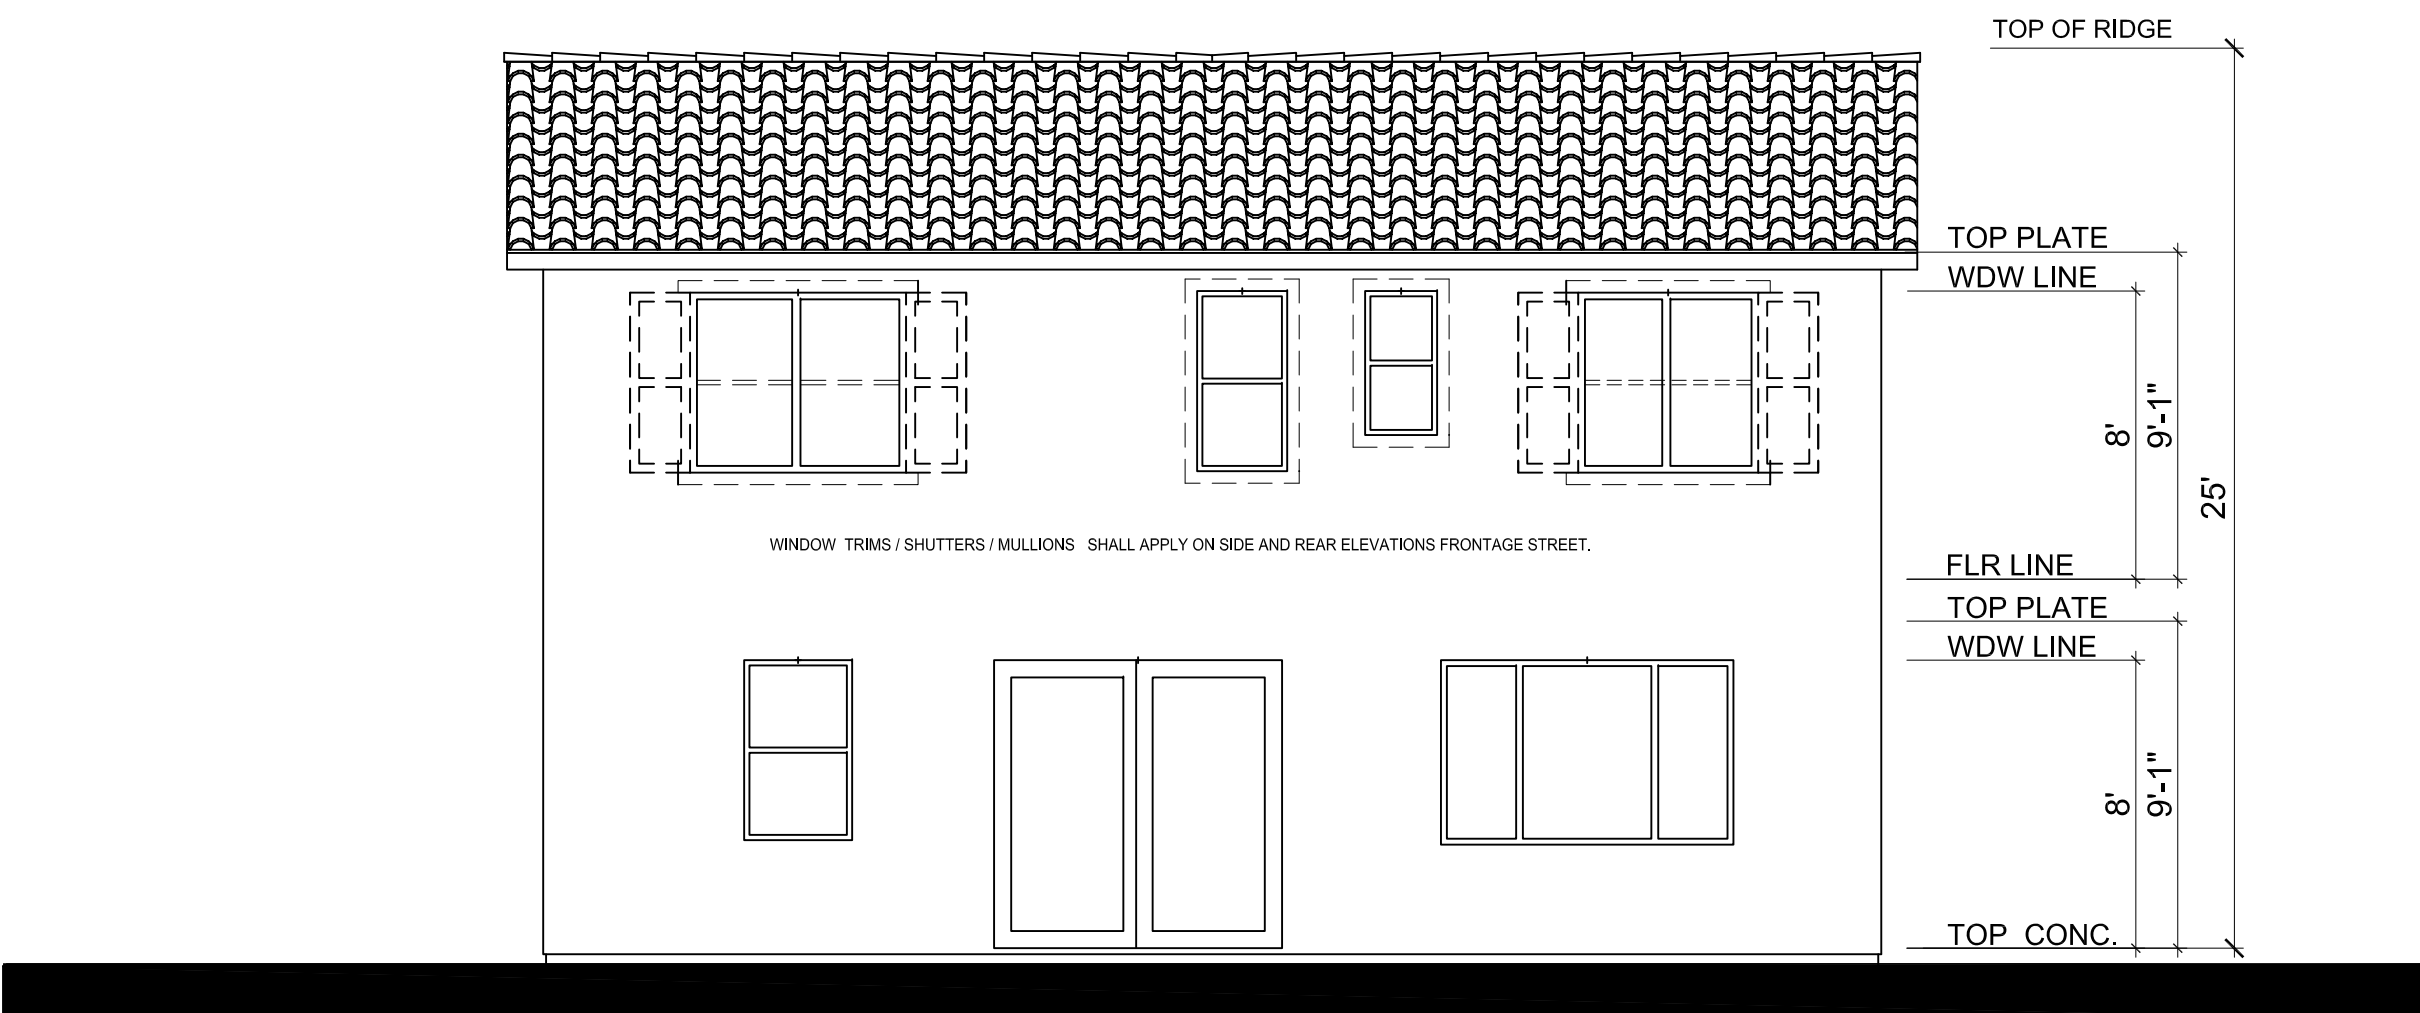 TOP OF RIDGE
TOP PLATE
WDW LINE
8'
9'-1"
25'
WINDOW TRIMS / SHUTTERS / MULLIONS SHALL APPLY ON SIDE AND REAR ELEVATIONS FRONTAGE STREET.
FLR LINE
TOP PLATE
WDW LINE
8'
9'-1"
TOP CONC.